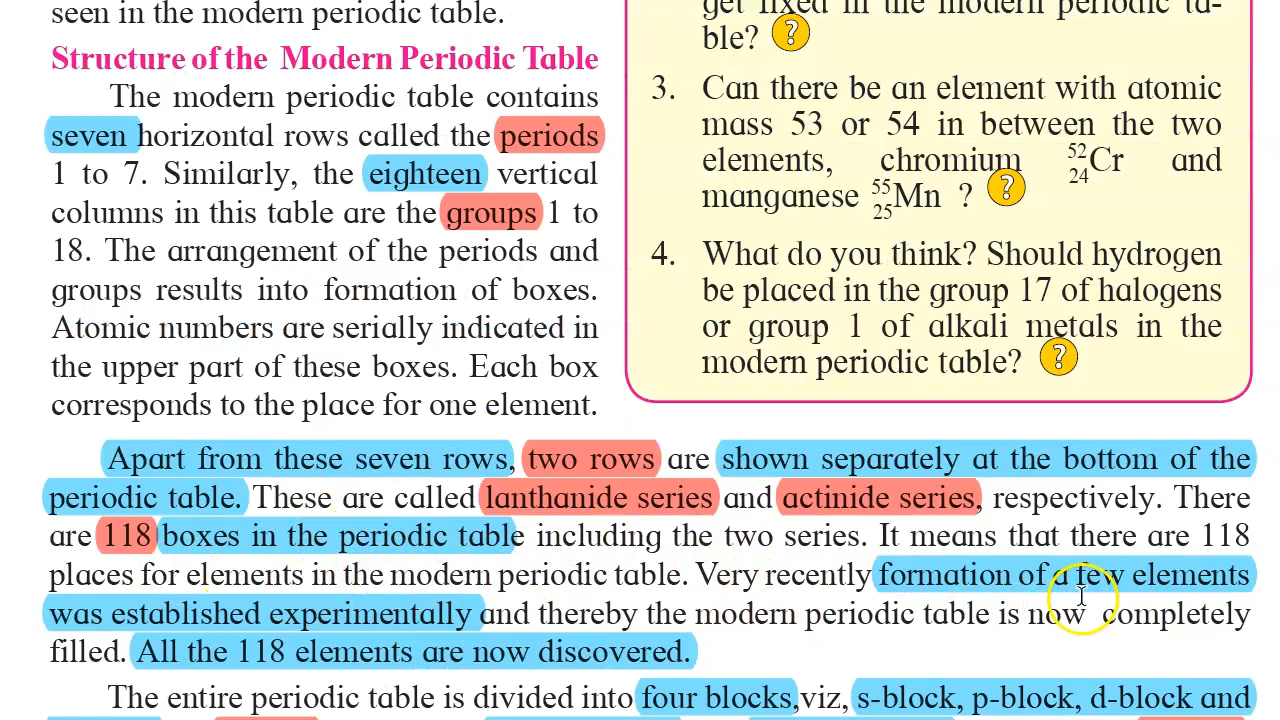 seen in the modern periodic table.
Structure of the Modern Periodic Table
The modern periodic table contains
seven horizontal rows called the periods
1 to 7. Similarly, the eighteen vertical
columns in this table are the groups 1 to
18. The arrangement of the periods and
groups results into formation of boxes.
Atomic numbers are serially indicated in
the upper part of these boxes. Each box
corresponds to the place for one element.
get fixed in the modern periodic ta-
ble? ?
3. Can there be an element with atomic
mass 53 or 54 in between the two
elements, chromium ⁵²₂₄Cr and
manganese ⁵⁵₂₅Mn ? ?
4. What do you think? Should hydrogen
be placed in the group 17 of halogens
or group 1 of alkali metals in the
modern periodic table? ?
Apart from these seven rows, two rows are shown separately at the bottom of the
periodic table. These are called lanthanide series and actinide series, respectively. There
are 118 boxes in the periodic table including the two series. It means that there are 118
places for elements in the modern periodic table. Very recently formation of a few elements
was established experimentally and thereby the modern periodic table is now completely
filled. All the 118 elements are now discovered.
The entire periodic table is divided into four blocks,viz, s-block, p-block, d-block and